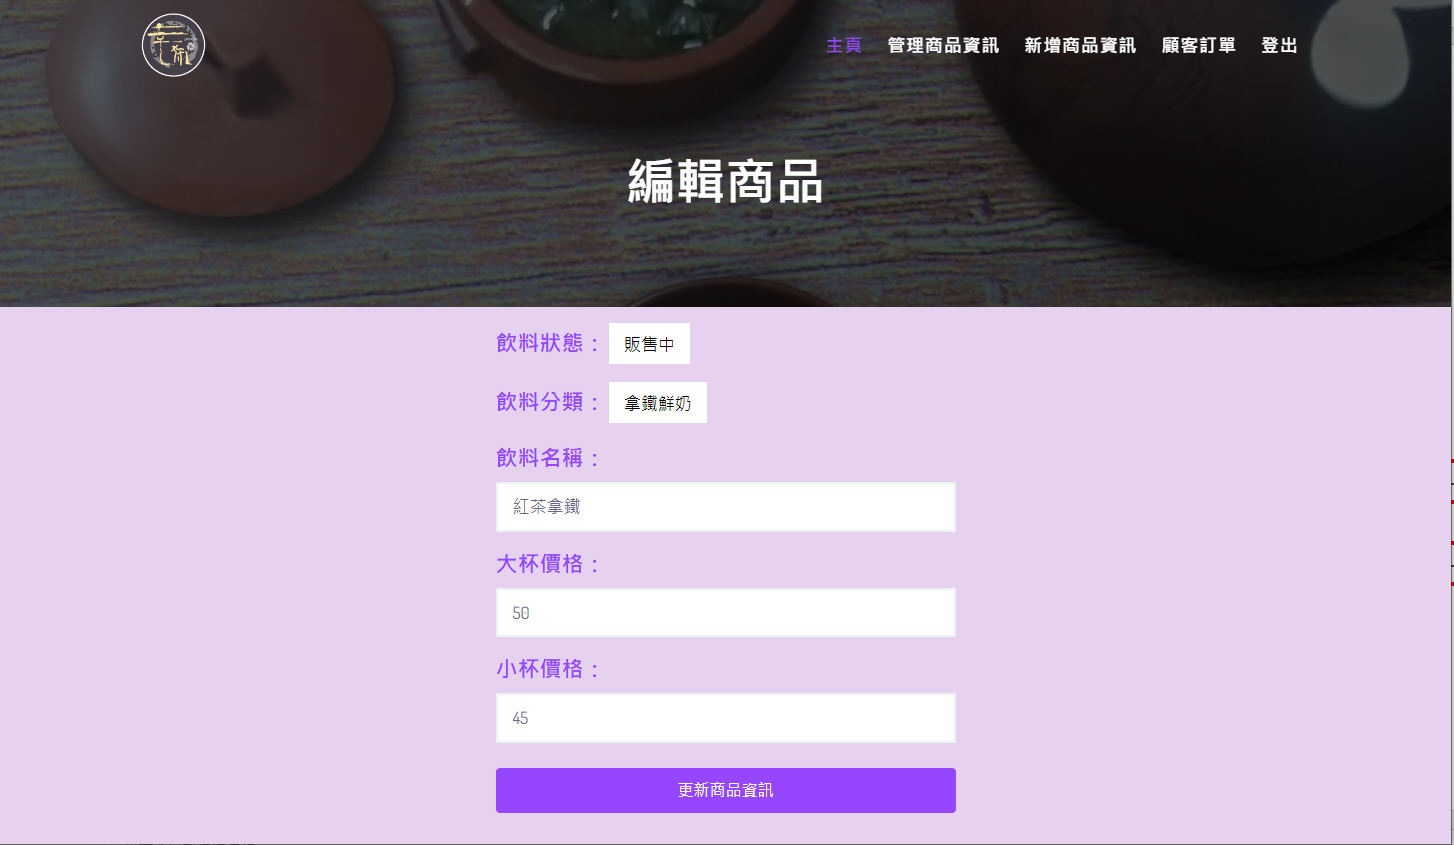 主頁 管理商品資訊 新增商品資訊 顧客訂單 登出
編輯商品
飲料狀態： 販售中
飲料分類： 拿鐵鮮奶
飲料名稱：
紅茶拿鐵
大杯價格：
50
小杯價格：
45
更新商品資訊